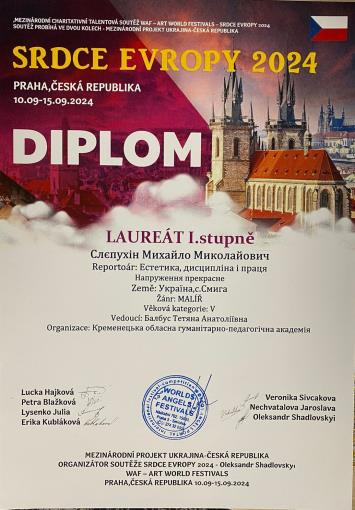 .MEZINÁRODNÍ CHARITATIVNÍ TALENTOVÁ SOUTĚŽ WAF – ART WORLD FESTIVALS – SRDCE EVROPY 2024
SOUTĚŽ PROBÍHÁ VE DVOU KOLECH - MEZINÁRODNÍ PROJEKT UKRAJINA-ČESKÁ REPUBLIKA
SRDCE EVROPY 2024
PRAHA,ČESKÁ REPUBLIKA
10.09-15.09.2024
DIPLOM
LAUREÁT I.stupně
Слєпухін Михайло Миколайович
Reportoár: Естетика, дисципліна і праця
Напруження прекрасне
Země: Україна,с.Смига
Žánr: MALÍŘ
Věková kategorie: V
Vedoucí: Балбус Тетяна Анатоліївна
Organizace: Кременецька обласна гуманітарно-педагогічна академія
Lucka Hajková
Petra Blažková
Lysenko Julia
Erika Kubláková
WORLDS
ANGELS
FESTIVALS
Veronika Sivcakova
Nechvatalova Jaroslava
Oleksandr Shadlovskyi
MEZINÁRODNÍ PROJEKT UKRAJINA-ČESKÁ REPUBLIKA
ORGANIZÁTOR SOUTĚŽE SRDCE EVROPY 2024 - Oleksandr Shadlovskyi
WAF – ART WORLD FESTIVALS
PRAHA,ČESKÁ REPUBLIKA 10.09-15.09.2024